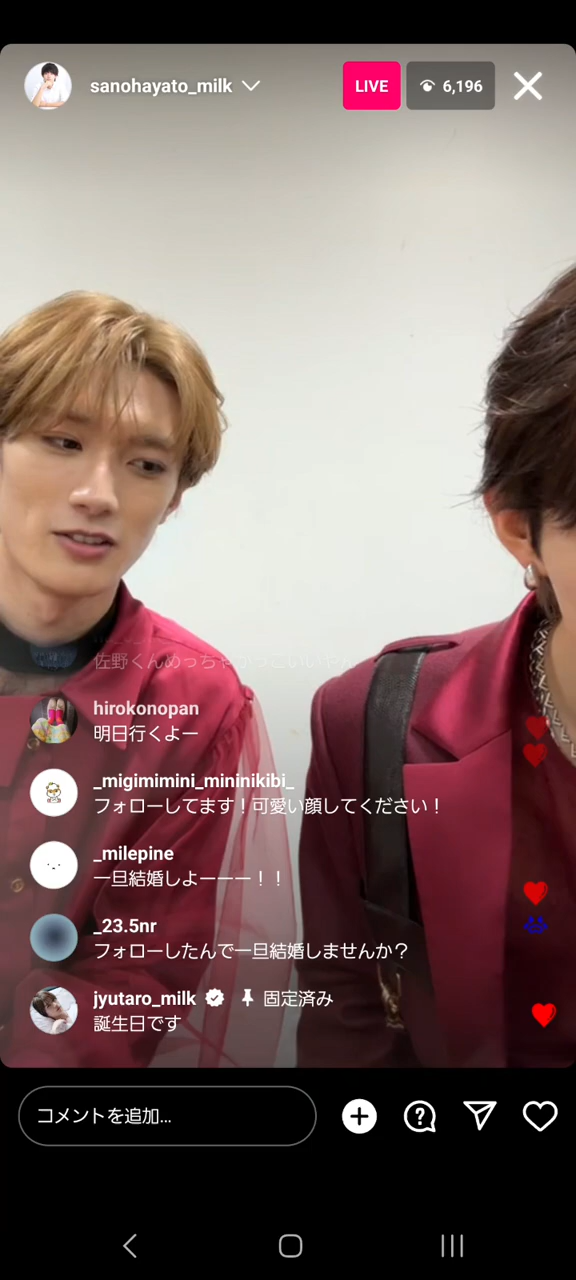 sanohayato_milk
LIVE
6,196
佐野くんめっちゃかっこいいやん
hirokonopan
明日行くよー
_migimimini_mininikibi_
フォローしてます！可愛い顔してください！
_milepine
一旦結婚しよーーー！！
_23.5nr
フォローしたんで一旦結婚しませんか？
jyutaro_milk 固定済み
誕生日です
コメントを追加...